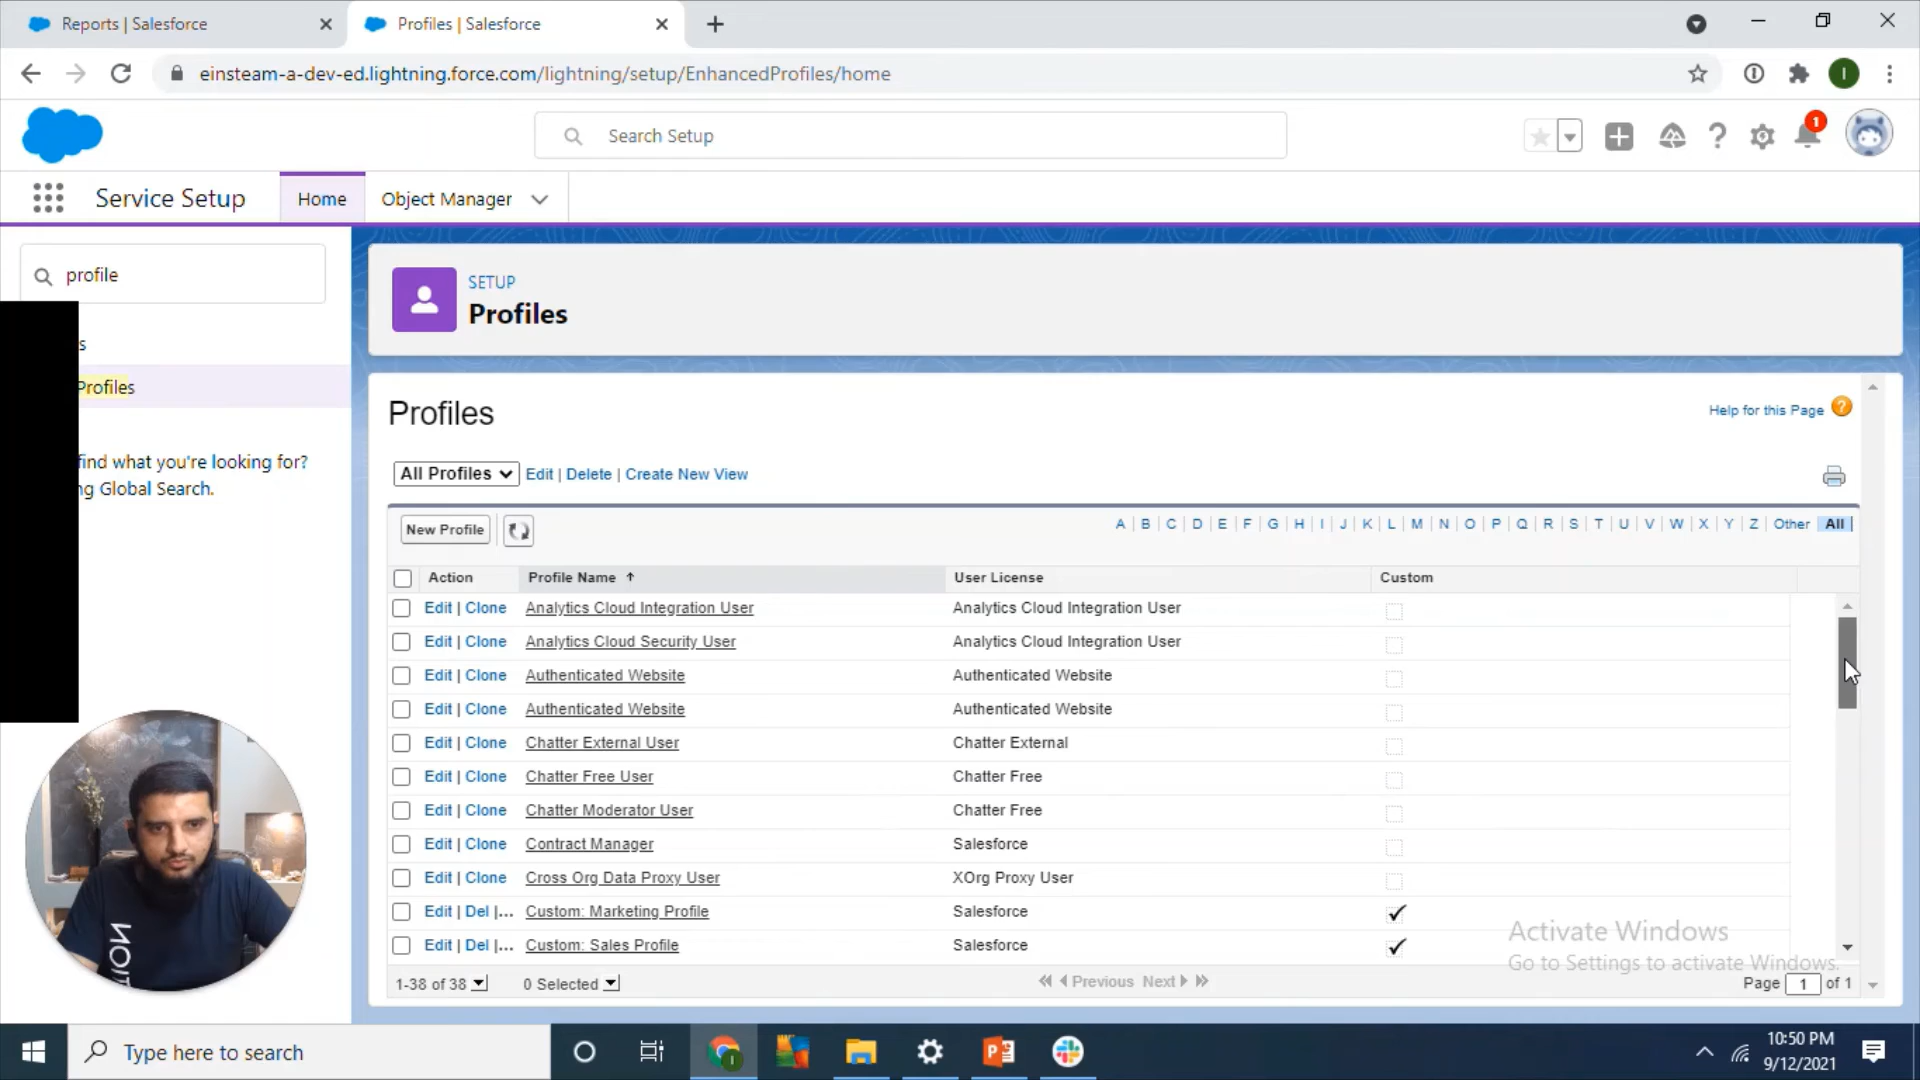 Reports | Salesforce
Profiles | Salesforce
einsteam-a-dev-ed.lightning.force.com/lightning/setup/EnhancedProfiles/home
I
Search Setup
1
Service Setup
Home
Object Manager
profile
s
Profiles
find what you're looking for?
ng Global Search.
SETUP
Profiles
Profiles
Help for this Page ?
All Profiles Edit | Delete | Create New View
New Profile
A | B | C | D | E | F | G | H | I | J | K | L | M | N | O | P | Q | R | S | T | U | V | W | X | Y | Z | Other | All |
Action Profile Name ↑ User License Custom
Edit | Clone Analytics Cloud Integration User Analytics Cloud Integration User
Edit | Clone Analytics Cloud Security User Analytics Cloud Integration User
Edit | Clone Authenticated Website Authenticated Website
Edit | Clone Authenticated Website Authenticated Website
Edit | Clone Chatter External User Chatter External
Edit | Clone Chatter Free User Chatter Free
Edit | Clone Chatter Moderator User Chatter Free
Edit | Clone Contract Manager Salesforce
Edit | Clone Cross Org Data Proxy User XOrg Proxy User
Edit | Del |... Custom: Marketing Profile Salesforce ✓
Edit | Del |... Custom: Sales Profile Salesforce ✓
1-38 of 38 0 Selected Previous Next Page 1 of 1
Activate Windows
Go to Settings to activate Windows.
Type here to search
10:50 PM
9/12/2021